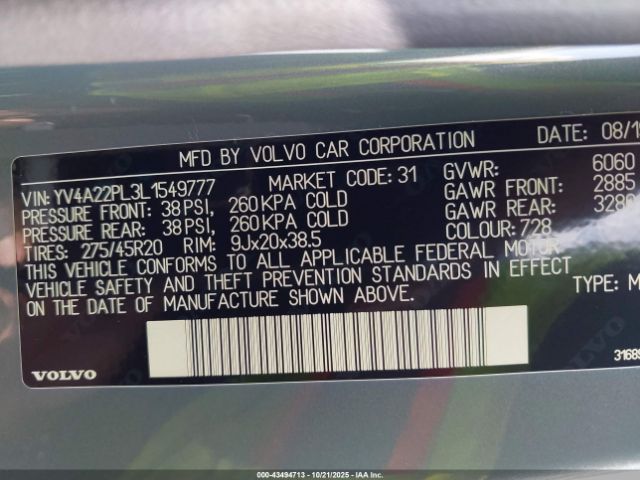 MFD BY VOLVO CAR CORPORATION DATE: 08/19
VIN: YV4A22PL3L1549777 MARKET CODE: 31 GVWR: 6060
PRESSURE FRONT: 38 PSI, 260 KPA COLD GAWR FRONT: 2885
PRESSURE REAR: 38 PSI, 260 KPA COLD GAWR REAR: 3280
TIRES: 275/45R20 RIM: 9Jx20x38.5 COLOUR: 728
THIS VEHICLE CONFORMS TO ALL APPLICABLE FEDERAL MOTOR
VEHICLE SAFETY AND THEFT PREVENTION STANDARDS IN EFFECT
ON THE DATE OF MANUFACTURE SHOWN ABOVE. TYPE: M
VOLVO 3168
000-43494713 - 10/21/2025 - IAAI, Inc.